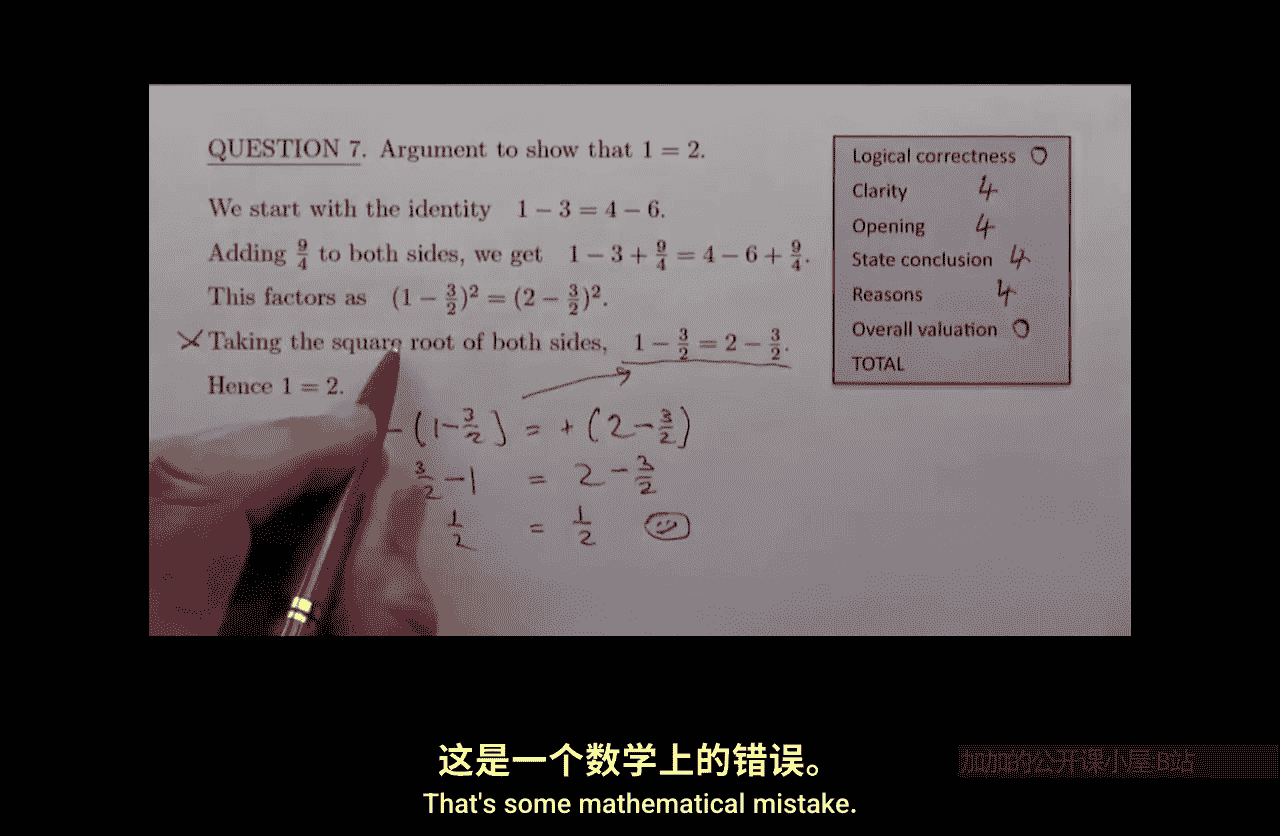 QUESTION 7. Argument to show that 1 = 2.
We start with the identity 1 − 3 = 4 − 6.
Adding 9/4 to both sides, we get 1 − 3 + 9/4 = 4 − 6 + 9/4.
This factors as (1 − 3/2)² = (2 − 3/2)².
Taking the square root of both sides, 1 − 3/2 = 2 − 3/2.
Hence 1 = 2.
− (1 − 3/2) = + (2 − 3/2)
3/2 − 1 = 2 − 3/2
1/2 = 1/2
Logical correctness 0
Clarity 4
Opening 4
State conclusion 4
Reasons 4
Overall valuation 0
TOTAL
这是一个数学上的错误。
That's some mathematical mistake.
加加的公开课小屋B站